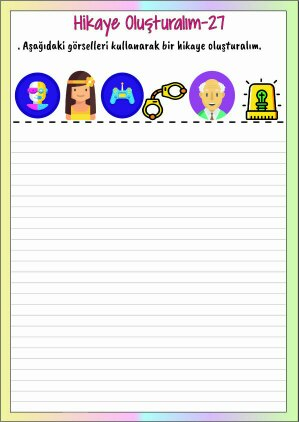 Hikaye Oluşturalım-27
. Aşağıdaki görselleri kullanarak bir hikaye oluşturalım.